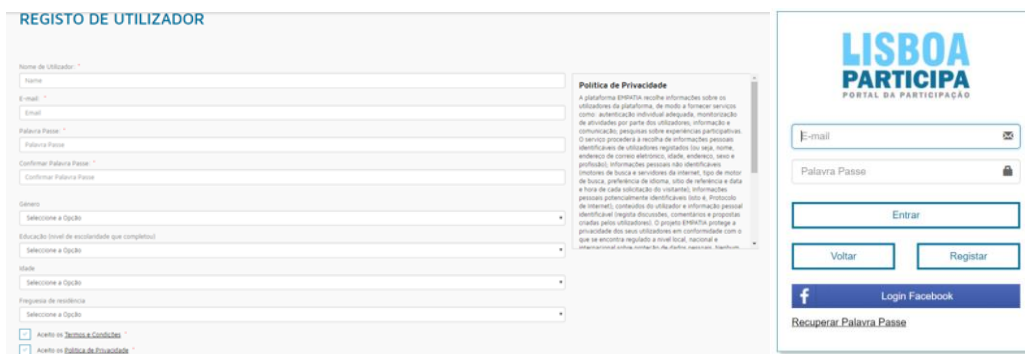 REGISTO DE UTILIZADOR
Nome de Utilizador: *
Name
E-mail: *
Email
Palavra Passe: *
Palavra Passe
Confirmar Palavra Passe: *
Confirmar Palavra Passe
Género
Seleccione a Opção
Educação (nível de escolaridade que completou)
Seleccione a Opção
Idade
Seleccione a Opção
Freguesia de residência
Seleccione a Opção
Aceito os Termos e Condições *
Aceito os Política de Privacidade *
Política de Privacidade
A plataforma EMPATIA recolhe informações sobre os
utilizadores da plataforma, de modo a fornecer serviços
como: autenticação individual adequada, monitorização
de atividades por parte dos utilizadores, informação e
comunicação, pesquisas sobre experiências participativas.
O serviço procederá a recolha de informações pessoais
identificáveis de utilizadores registados (ou seja, nome,
endereço de correio eletrónico, idade, endereço, sexo e
profissão); informações pessoais não identificáveis
(motores de busca e servidores da internet, tipo de motor
de busca, preferência de idioma, sítio de referência e data
e hora de cada solicitação do visitante), informações
pessoais potencialmente identificáveis (isto é, Protocolo
de Internet); conteúdos do utilizador e informação pessoal
identificável (regista discussões, comentários e propostas
criadas pelos utilizadores). O projeto EMPATIA protege a
privacidade dos seus utilizadores em conformidade com o
que se encontra regulado a nível local, nacional e
internacional sobre proteção de dados pessoais. Nenhum
LISBOA
PARTICIPA
PORTAL DA PARTICIPAÇÃO
E-mail
Palavra Passe
Entrar
Voltar
Registar
f Login Facebook
Recuperar Palavra Passe